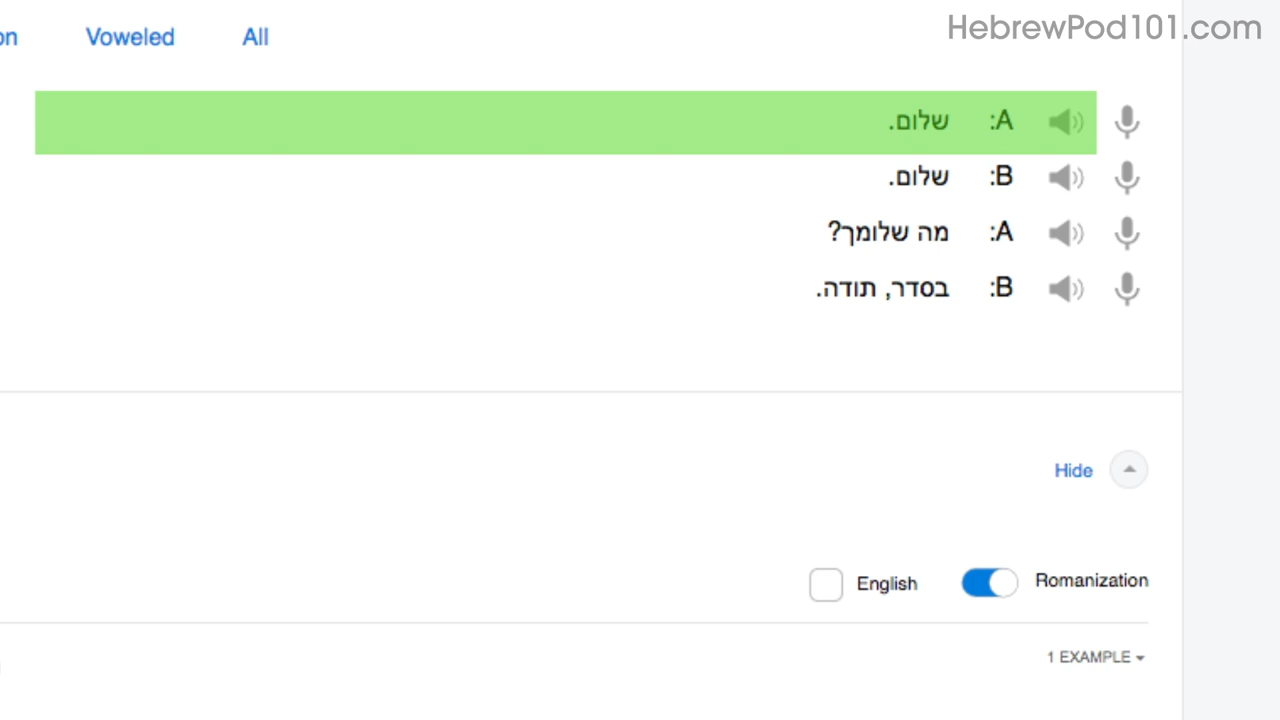 HebrewPod101.com
on
Voweled
All
A: שלום.
B: שלום.
A: מה שלומך?
B: בסדר, תודה.
Hide
English
Romanization
1 EXAMPLE